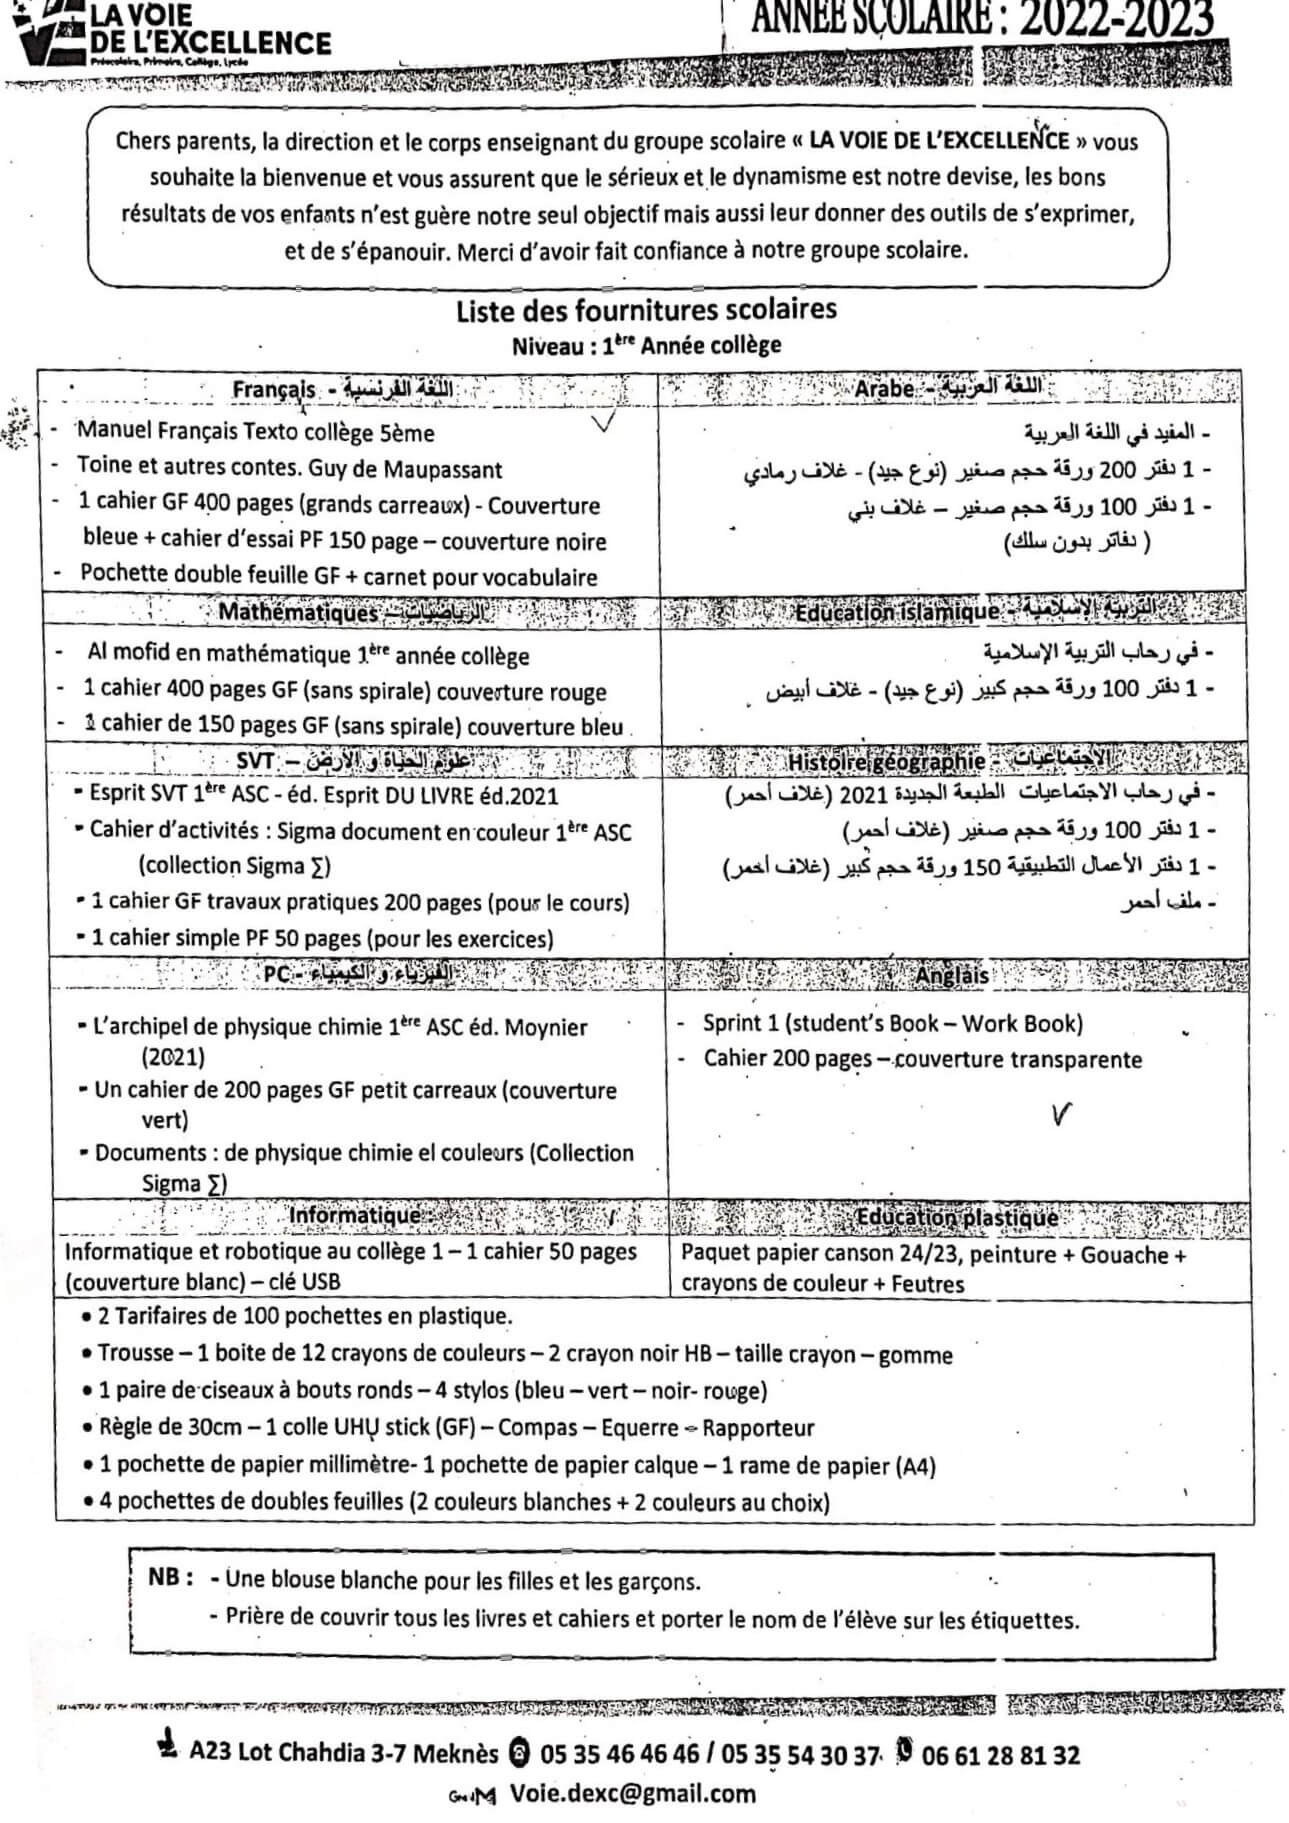 LA VOIE
DE L'EXCELLENCE
Préscolaire, Primaire, Collège, Lycée
ANNÉE SCOLAIRE : 2022-2023
Chers parents, la direction et le corps enseignant du groupe scolaire « LA VOIE DE L'EXCELLENCE » vous
souhaite la bienvenue et vous assurent que le sérieux et le dynamisme est notre devise, les bons
résultats de vos enfants n'est guère notre seul objectif mais aussi leur donner des outils de s'exprimer,
et de s'épanouir. Merci d'avoir fait confiance à notre groupe scolaire.
Liste des fournitures scolaires
Niveau : 1ère Année collège
Français - اللغة الفرنسية
- Manuel Français Texto collège 5ème
- Toine et autres contes. Guy de Maupassant
- 1 cahier GF 400 pages (grands carreaux) - Couverture
bleue + cahier d'essai PF 150 page – couverture noire
- Pochette double feuille GF + carnet pour vocabulaire
Arabe - اللغة العربية
- المفيد في اللغة العربية
- 1 دفتر 200 ورقة حجم صغير (نوع جيد) - غلاف رمادي
- 1 دفتر 100 ورقة حجم صغير – غلاف بني
( دفاتر بدون سلك)
Mathématiques – الرياضيات
- Al mofid en mathématique 1ère année collège
- 1 cahier 400 pages GF (sans spirale) couverture rouge
- 1 cahier de 150 pages GF (sans spirale) couverture bleu
Education islamique - التربية الإسلامية
- في رحاب التربية الإسلامية
- 1 دفتر 100 ورقة حجم كبير (نوع جيد) - غلاف أبيض
SVT – علوم الحياة و الأرض
- Esprit SVT 1ère ASC - éd. Esprit DU LIVRE éd.2021
- Cahier d'activités : Sigma document en couleur 1ère ASC
(collection Sigma ∑)
- 1 cahier GF travaux pratiques 200 pages (pour le cours)
- 1 cahier simple PF 50 pages (pour les exercices)
Histoire géographie - الاجتماعيات
- في رحاب الاجتماعيات الطبعة الجديدة 2021 (غلاف أحمر)
- 1 دفتر 100 ورقة حجم صغير (غلاف أحمر)
- 1 دفتر الأعمال التطبيقية 150 ورقة حجم كبير (غلاف أحمر)
- ملف أحمر
PC - الفيزياء و الكيمياء
- L'archipel de physique chimie 1ère ASC éd. Moynier
(2021)
- Un cahier de 200 pages GF petit carreaux (couverture
vert)
- Documents : de physique chimie el couleurs (Collection
Sigma ∑)
Anglais
- Sprint 1 (student's Book – Work Book)
- Cahier 200 pages – couverture transparente
Informatique
Informatique et robotique au collège 1 – 1 cahier 50 pages
(couverture blanc) – clé USB
Education plastique
Paquet papier canson 24/23, peinture + Gouache +
crayons de couleur + Feutres
• 2 Tarifaires de 100 pochettes en plastique.
• Trousse – 1 boite de 12 crayons de couleurs – 2 crayon noir HB – taille crayon – gomme
• 1 paire de ciseaux à bouts ronds – 4 stylos (bleu – vert – noir- rouge)
• Règle de 30cm – 1 colle UHU stick (GF) – Compas – Equerre – Rapporteur
• 1 pochette de papier millimètre- 1 pochette de papier calque – 1 rame de papier (A4)
• 4 pochettes de doubles feuilles (2 couleurs blanches + 2 couleurs au choix)
NB : - Une blouse blanche pour les filles et les garçons.
- Prière de couvrir tous les livres et cahiers et porter le nom de l'élève sur les étiquettes.
A23 Lot Chahdia 3-7 Meknès 05 35 46 46 46 / 05 35 54 30 37 06 61 28 81 32
Voie.dexc@gmail.com